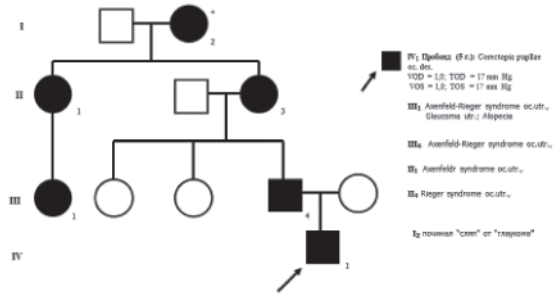 I
+
2
II
1
3
III
1
4
IV
1
IV1 Пробанд (5 г.): Corectopia pupilae
oc. dex.
VOD = 1,0; TOD = 17 mm Hg
VOS = 1,0; TOS = 17 mm Hg
III2 Axenfeld-Rieger syndrome oc.utr.,
Glaucoma utr.; Alopecia
III4 Axenfeld-Rieger syndrome oc.utr.,
II1 Axenfeldr syndrome oc.utr.,
II4 Rieger syndrome oc.utr.,
I2 починал "сляп" от "глаукома"